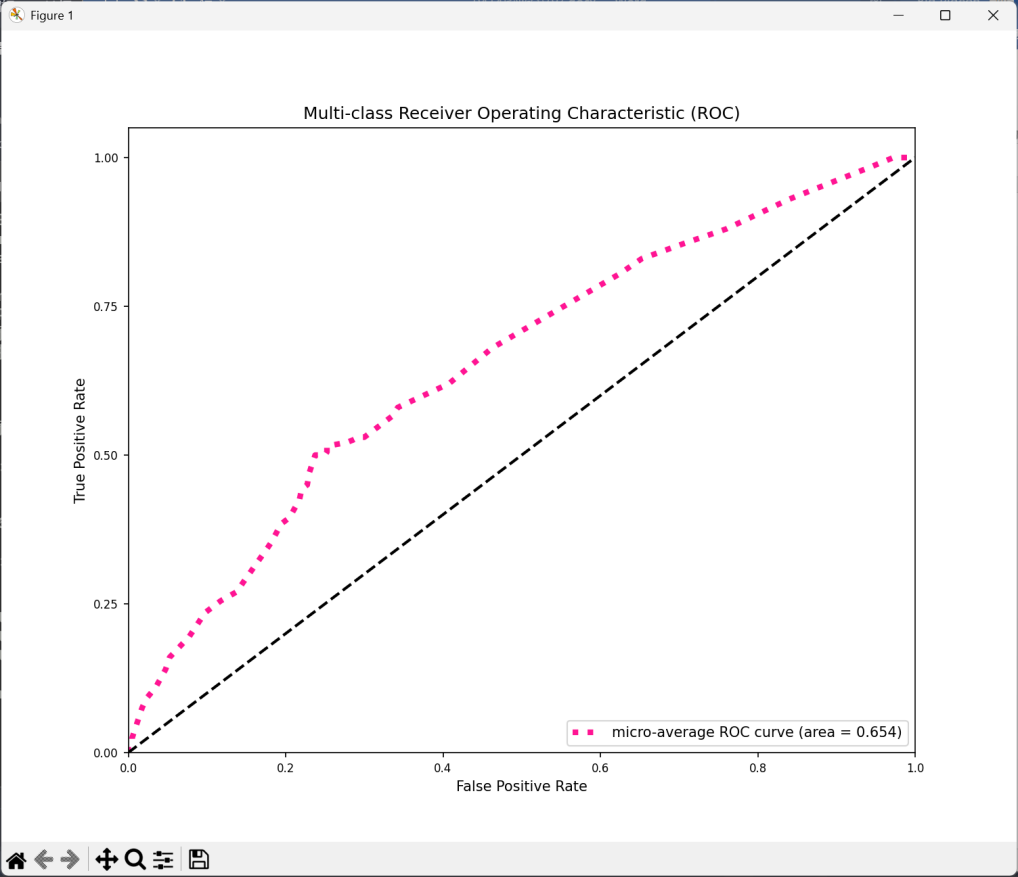 Figure 1
Multi-class Receiver Operating Characteristic (ROC)
1.00
0.75
0.50
0.25
0.00
True Positive Rate
micro-average ROC curve (area = 0.654)
0.0 0.2 0.4 0.6 0.8 1.0
False Positive Rate